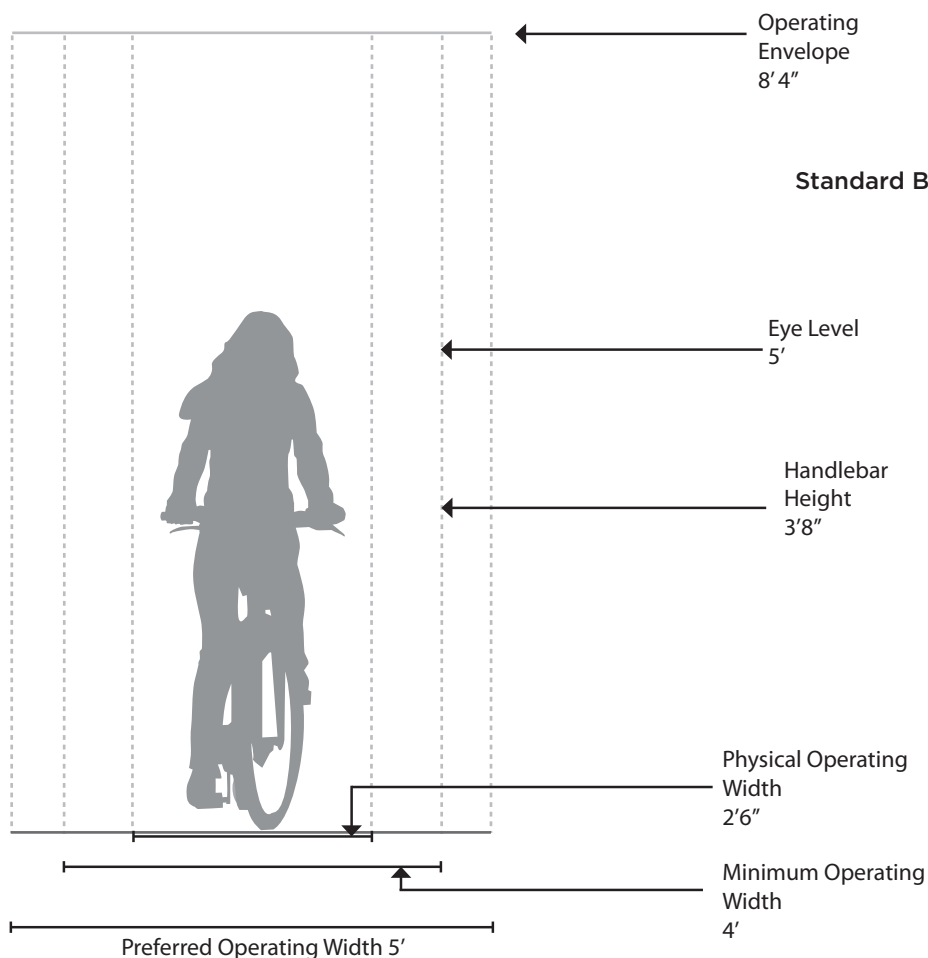 Operating
Envelope
8’4”
Standard B
Eye Level
5’
Handlebar
Height
3’8”
Physical Operating
Width
2’6”
Minimum Operating
Width
4’
Preferred Operating Width 5’